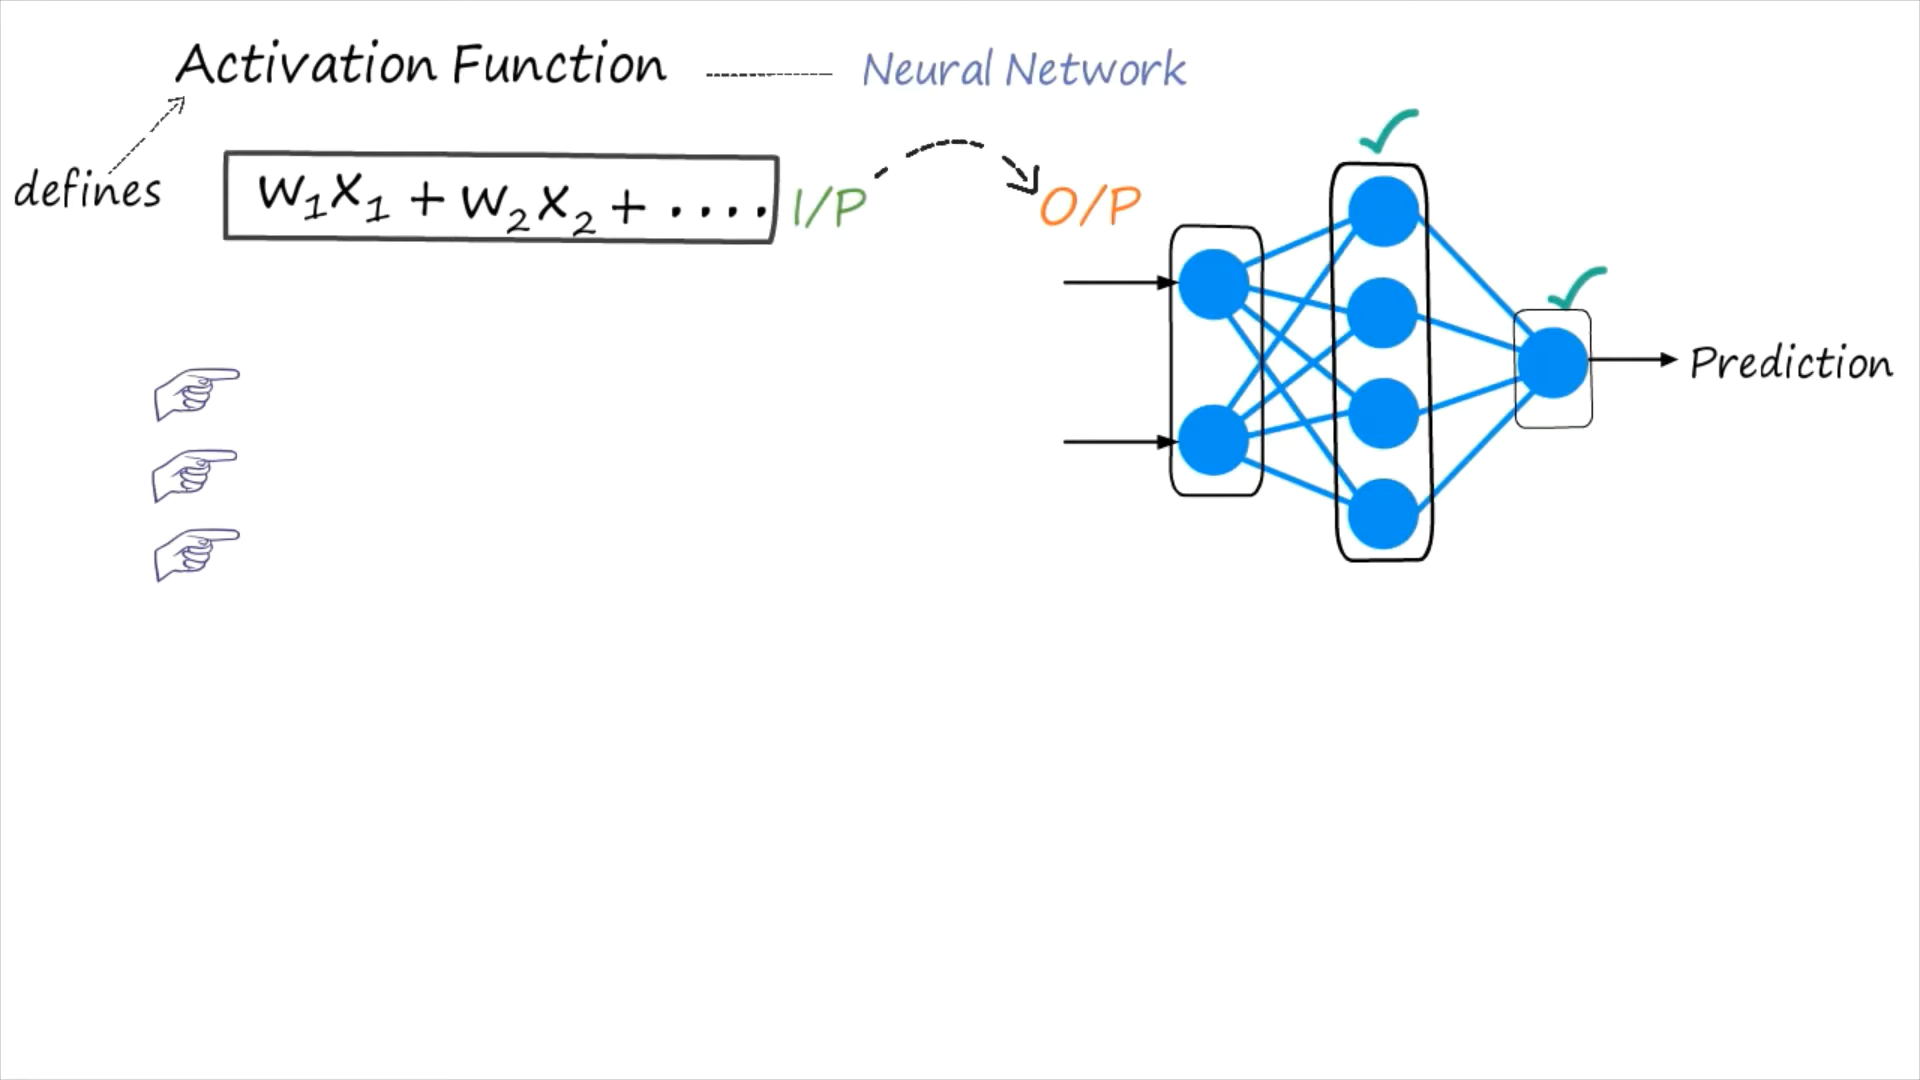 Activation Function Neural Network
defines W₁X₁ + W₂X₂ + .... I/P O/P
Prediction